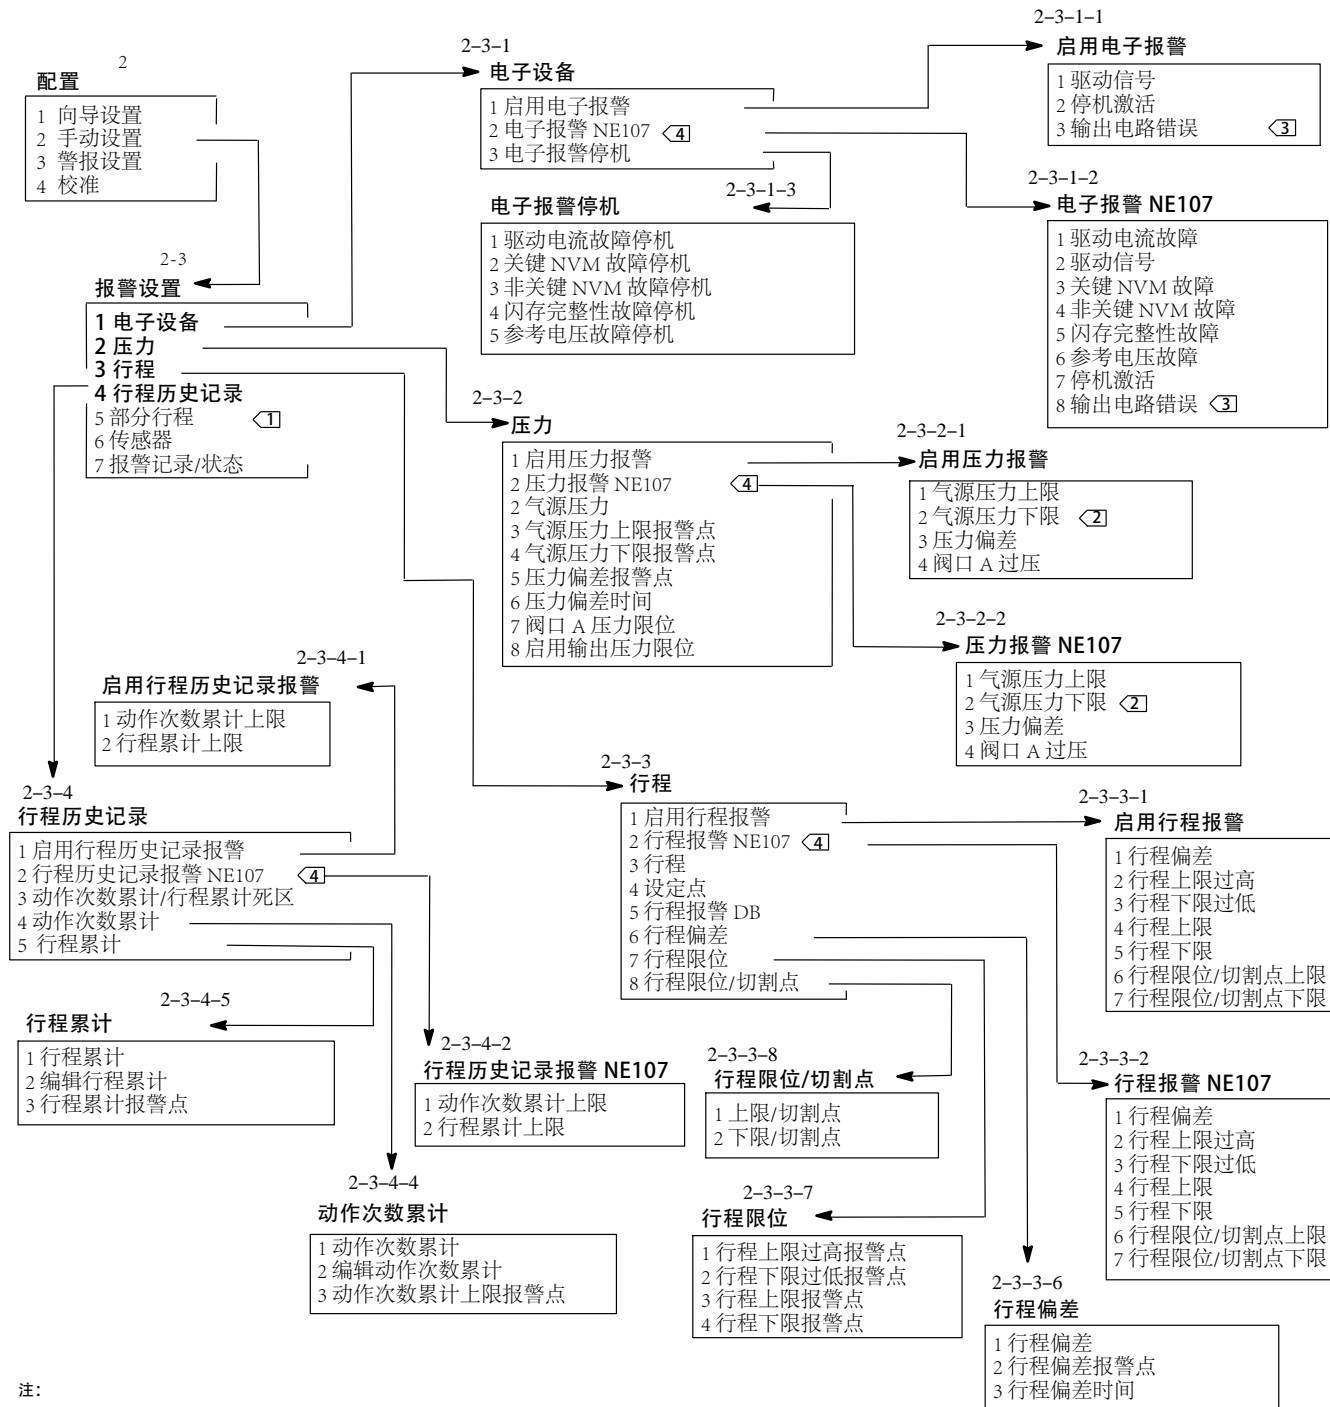 2
配置
1 向导设置
2 手动设置
3 警报设置
4 校准
2-3
报警设置
1 电子设备
2 压力
3 行程
4 行程历史记录
5 部分行程 1
6 传感器
7 报警记录/状态
2-3-1
电子设备
1 启用电子报警
2 电子报警 NE107 4
3 电子报警停机
2-3-1-1
启用电子报警
1 驱动信号
2 停机激活
3 输出电路错误 3
2-3-1-3
电子报警停机
1 驱动电流故障停机
2 关键 NVM 故障停机
3 非关键 NVM 故障停机
4 闪存完整性故障停机
5 参考电压故障停机
2-3-1-2
电子报警 NE107
1 驱动电流故障
2 驱动信号
3 关键 NVM 故障
4 非关键 NVM 故障
5 闪存完整性故障
6 参考电压故障
7 停机激活
8 输出电路错误 3
2-3-2
压力
1 启用压力报警
2 压力报警 NE107 4
2 气源压力
3 气源压力上限报警点
4 气源压力下限报警点
5 压力偏差报警点
6 压力偏差时间
7 阀口 A 压力限位
8 启用输出压力限位
2-3-2-1
启用压力报警
1 气源压力上限
2 气源压力下限 2
3 压力偏差
4 阀口 A 过压
2-3-2-2
压力报警 NE107
1 气源压力上限
2 气源压力下限 2
3 压力偏差
4 阀口 A 过压
2-3-4-1
启用行程历史记录报警
1 动作次数累计上限
2 行程累计上限
2-3-4
行程历史记录
1 启用行程历史记录报警
2 行程历史记录报警 NE107 4
3 动作次数累计/行程累计死区
4 动作次数累计
5 行程累计
2-3-3
行程
1 启用行程报警
2 行程报警 NE107 4
3 行程
4 设定点
5 行程报警 DB
6 行程偏差
7 行程限位
8 行程限位/切割点
2-3-3-1
启用行程报警
1 行程偏差
2 行程上限过高
3 行程下限过低
4 行程上限
5 行程下限
6 行程限位/切割点上限
7 行程限位/切割点下限
2-3-4-5
行程累计
1 行程累计
2 编辑行程累计
3 行程累计报警点
2-3-4-2
行程历史记录报警 NE107
1 动作次数累计上限
2 行程累计上限
2-3-3-8
行程限位/切割点
1 上限/切割点
2 下限/切割点
2-3-3-2
行程报警 NE107
1 行程偏差
2 行程上限过高
3 行程下限过低
4 行程上限
5 行程下限
6 行程限位/切割点上限
7 行程限位/切割点下限
2-3-4-4
动作次数累计
1 动作次数累计
2 编辑动作次数累计
3 动作次数累计上限报警点
2-3-3-7
行程限位
1 行程上限过高报警点
2 行程下限过低报警点
3 行程上限报警点
4 行程下限报警点
2-3-3-6
行程偏差
1 行程偏差
2 行程偏差报警点
3 行程偏差时间
注：